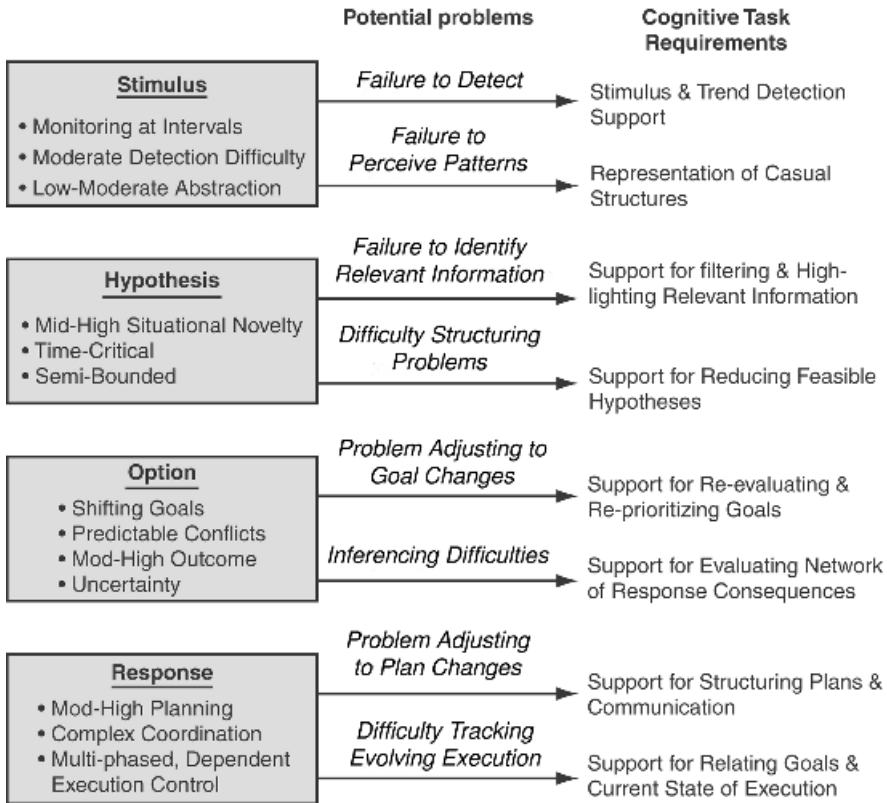 Potential problems
Cognitive Task
Requirements
Stimulus
• Monitoring at Intervals
• Moderate Detection Difficulty
• Low-Moderate Abstraction
Failure to Detect
Stimulus & Trend Detection
Support
Failure to
Perceive Patterns
Representation of Casual
Structures
Hypothesis
• Mid-High Situational Novelty
• Time-Critical
• Semi-Bounded
Failure to Identify
Relevant Information
Support for filtering & High-
lighting Relevant Information
Difficulty Structuring
Problems
Support for Reducing Feasible
Hypotheses
Option
• Shifting Goals
• Predictable Conflicts
• Mod-High Outcome
• Uncertainty
Problem Adjusting to
Goal Changes
Support for Re-evaluating &
Re-prioritizing Goals
Inferencing Difficulties
Support for Evaluating Network
of Response Consequences
Response
• Mod-High Planning
• Complex Coordination
• Multi-phased, Dependent
Execution Control
Problem Adjusting
to Plan Changes
Support for Structuring Plans &
Communication
Difficulty Tracking
Evolving Execution
Support for Relating Goals &
Current State of Execution